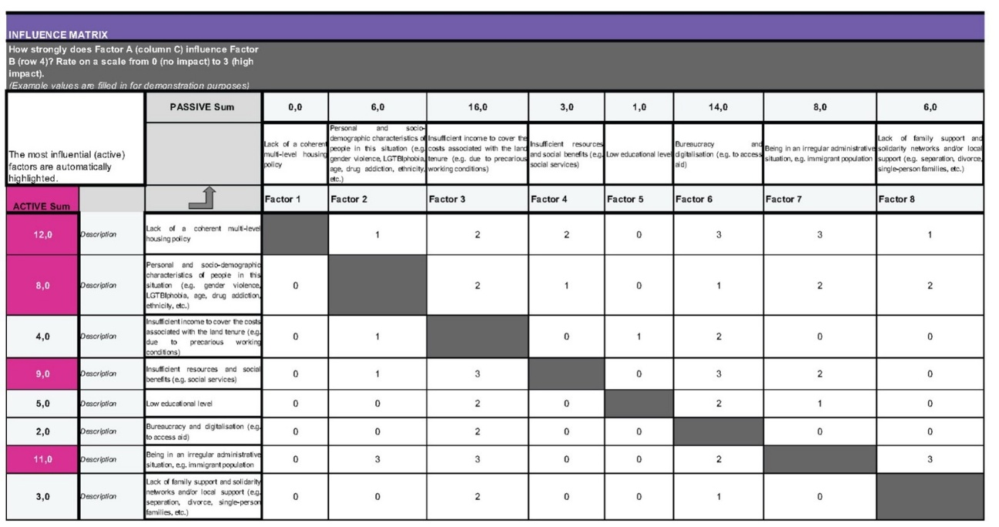 INFLUENCE MATRIX
How strongly does Factor A (column C) influence Factor
B (row 4)? Rate on a scale from 0 (no impact) to 3 (high
impact).
(Example values are filled in for demonstration purposes)
The most influential (active)
factors are automatically
highlighted.
PASSIVE Sum 0,0 6,0 16,0 3,0 1,0 14,0 8,0 6,0
Lack of a coherent
multi-level housing
policy
Personal and socio-
demographic characteristics of
people in this situation (e.g.
gender violence, LGTBIphobia,
age, drug addiction, ethnicity,
etc.)
Insufficient income to cover the
costs associated with the land
tenure (e.g. due to precarious
working conditions)
Insufficient resources
and social benefits (e.g.
social services)
Low educational level
Bureaucracy and
digitalisation (e.g. to access
aid)
Being in an irregular administrative
situation, e.g. immigrant population
Lack of family support and
solidarity networks and/or local
support (e.g. separation, divorce,
single-person families, etc.)
ACTIVE Sum Factor 1 Factor 2 Factor 3 Factor 4 Factor 5 Factor 6 Factor 7 Factor 8
12,0 Description
Lack of a coherent multi-level
housing policy
1 2 2 0 3 3 1
8,0 Description
Personal and socio-demographic
characteristics of people in this
situation (e.g. gender violence,
LGTBIphobia, age, drug addiction,
ethnicity, etc.)
0 2 1 0 1 2 2
4,0 Description
Insufficient income to cover the costs
associated with the land tenure (e.g.
due to precarious working
conditions)
0 1 0 1 2 0 0
9,0 Description
Insufficient resources and social
benefits (e.g. social services)
0 1 3 0 3 2 0
5,0 Description
Low educational level
0 0 2 0 2 1 0
2,0 Description
Bureaucracy and digitalisation (e.g.
to access aid)
0 0 2 0 0 0 0
11,0 Description
Being in an irregular administrative
situation, e.g. immigrant population
0 3 3 0 0 2 3
3,0 Description
Lack of family support and solidarity
networks and/or local support (e.g.
separation, divorce, single-person
families, etc.)
0 0 2 0 0 1 0